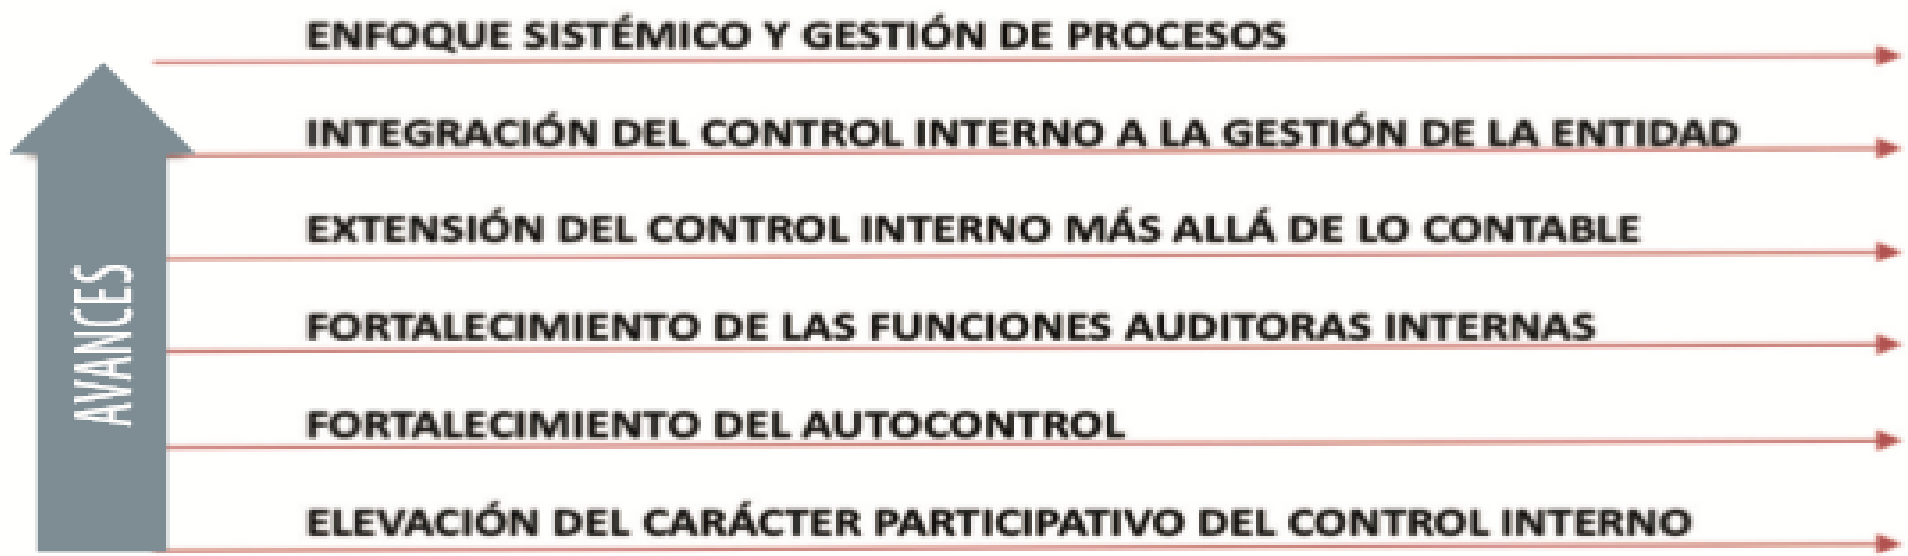 ENFOQUE SISTÉMICO Y GESTIÓN DE PROCESOS
INTEGRACIÓN DEL CONTROL INTERNO A LA GESTIÓN DE LA ENTIDAD
EXTENSIÓN DEL CONTROL INTERNO MÁS ALLÁ DE LO CONTABLE
FORTALECIMIENTO DE LAS FUNCIONES AUDITORAS INTERNAS
FORTALECIMIENTO DEL AUTOCONTROL
ELEVACIÓN DEL CARÁCTER PARTICIPATIVO DEL CONTROL INTERNO
AVANCES